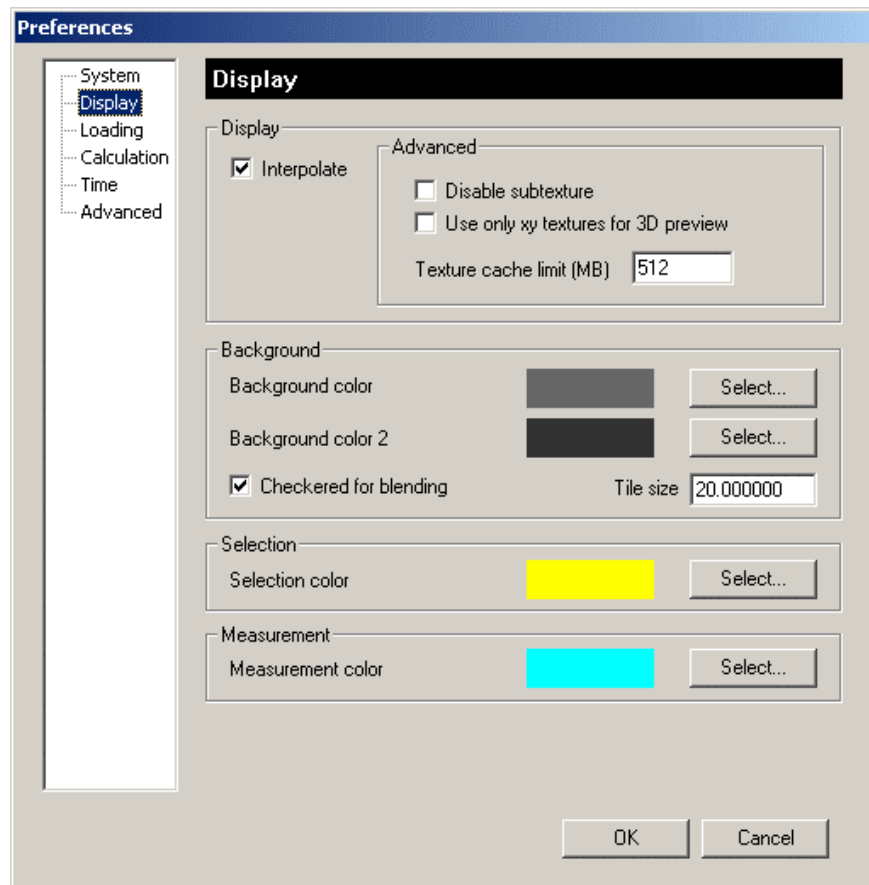 Preferences
System
Display
Loading
Calculation
Time
Advanced
Display
Display
Interpolate
Advanced
Disable subtexture
Use only xy textures for 3D preview
Texture cache limit (MB) 512
Background
Background color Select...
Background color 2 Select...
Checkered for blending Tile size 20.000000
Selection
Selection color Select...
Measurement
Measurement color Select...
OK Cancel